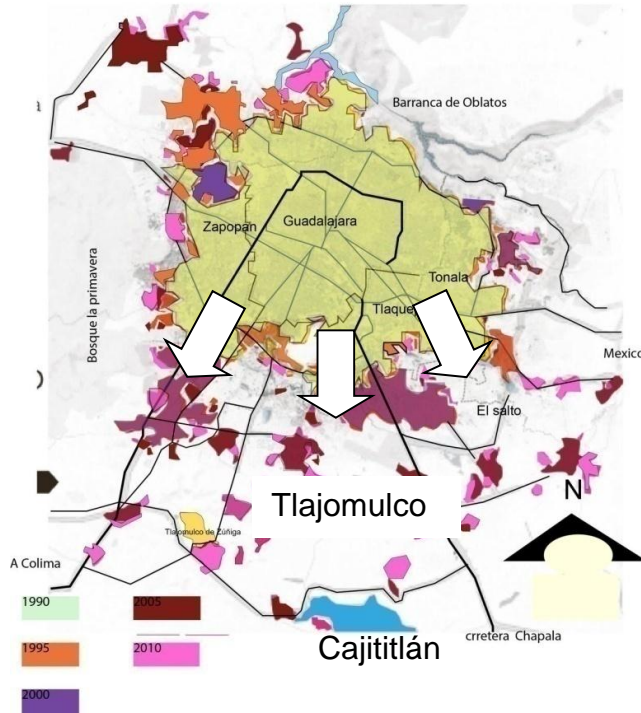 Barranca de Oblatos
Guadalajara
Zapopan
Bosque la primavera
Tonala
Tlaque
Mexico
El salto
N
Tlajomulco
Tlajomulco de Zúñiga
A Colima
1990
2005
1995
2010
2000
Cajititlán
crretera Chapala